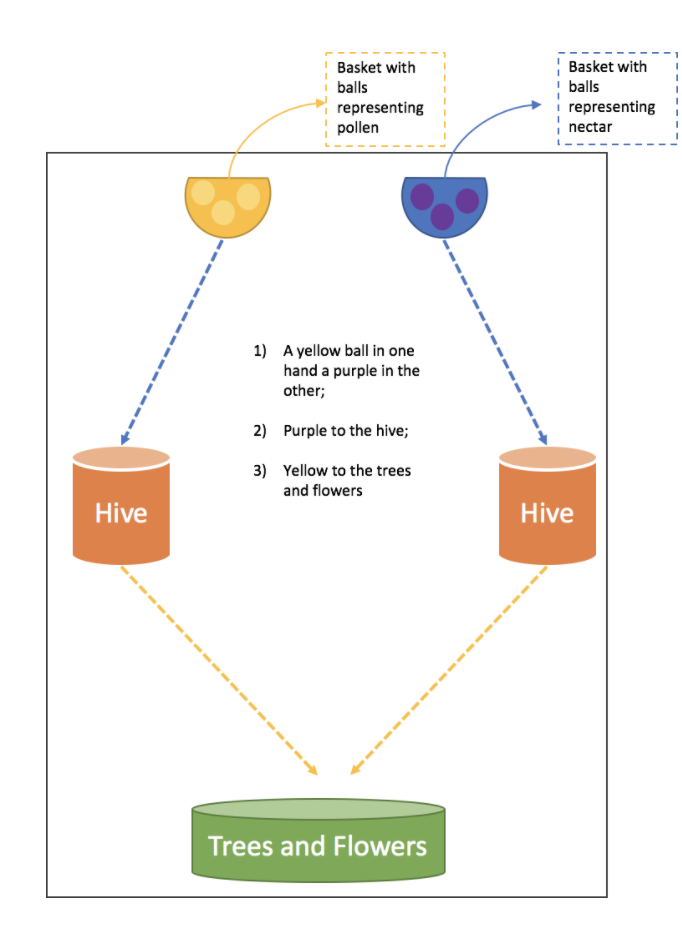 Basket with
balls
representing
pollen
Basket with
balls
representing
nectar
1) A yellow ball in one
hand a purple in the
other;
2) Purple to the hive;
3) Yellow to the trees
and flowers
Hive
Hive
Trees and Flowers